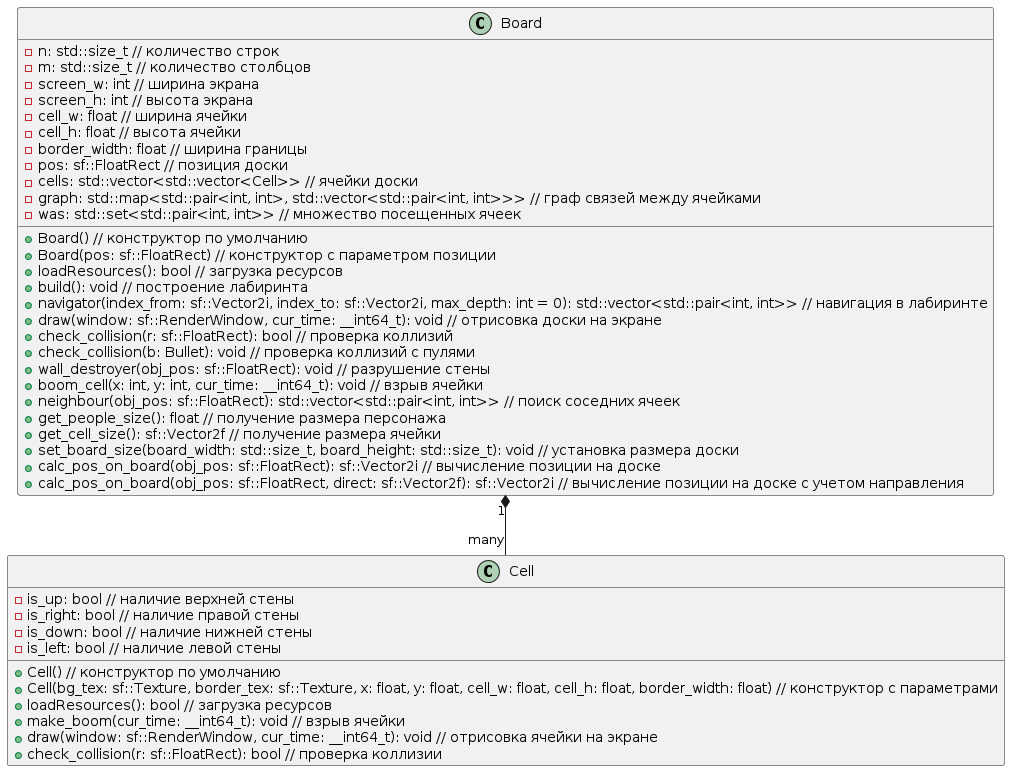 C Board
n: std::size_t // количество строк
m: std::size_t // количество столбцов
screen_w: int // ширина экрана
screen_h: int // высота экрана
cell_w: float // ширина ячейки
cell_h: float // высота ячейки
border_width: float // ширина границы
pos: sf::FloatRect // позиция доски
cells: std::vector<std::vector<Cell>> // ячейки доски
graph: std::map<std::pair<int, int>, std::vector<std::pair<int, int>>> // граф связей между ячейками
was: std::set<std::pair<int, int>> // множество посещенных ячеек
Board() // конструктор по умолчанию
Board(pos: sf::FloatRect) // конструктор с параметром позиции
loadResources(): bool // загрузка ресурсов
build(): void // построение лабиринта
navigator(index_from: sf::Vector2i, index_to: sf::Vector2i, max_depth: int = 0): std::vector<std::pair<int, int>> // навигация в лабиринте
draw(window: sf::RenderWindow, cur_time: __int64_t): void // отрисовка доски на экране
check_collision(r: sf::FloatRect): bool // проверка коллизий
check_collision(b: Bullet): void // проверка коллизий с пулями
wall_destroyer(obj_pos: sf::FloatRect): void // разрушение стены
boom_cell(x: int, y: int, cur_time: __int64_t): void // взрыв ячейки
neighbour(obj_pos: sf::FloatRect): std::vector<std::pair<int, int>> // поиск соседних ячеек
get_people_size(): float // получение размера персонажа
get_cell_size(): sf::Vector2f // получение размера ячейки
set_board_size(board_width: std::size_t, board_height: std::size_t): void // установка размера доски
calc_pos_on_board(obj_pos: sf::FloatRect): sf::Vector2i // вычисление позиции на доске
calc_pos_on_board(obj_pos: sf::FloatRect, direct: sf::Vector2f): sf::Vector2i // вычисление позиции на доске с учетом направления
1
many
C Cell
is_up: bool // наличие верхней стены
is_right: bool // наличие правой стены
is_down: bool // наличие нижней стены
is_left: bool // наличие левой стены
Cell() // конструктор по умолчанию
Cell(bg_tex: sf::Texture, border_tex: sf::Texture, x: float, y: float, cell_w: float, cell_h: float, border_width: float) // конструктор с параметрами
loadResources(): bool // загрузка ресурсов
make_boom(cur_time: __int64_t): void // взрыв ячейки
draw(window: sf::RenderWindow, cur_time: __int64_t): void // отрисовка ячейки на экране
check_collision(r: sf::FloatRect): bool // проверка коллизии